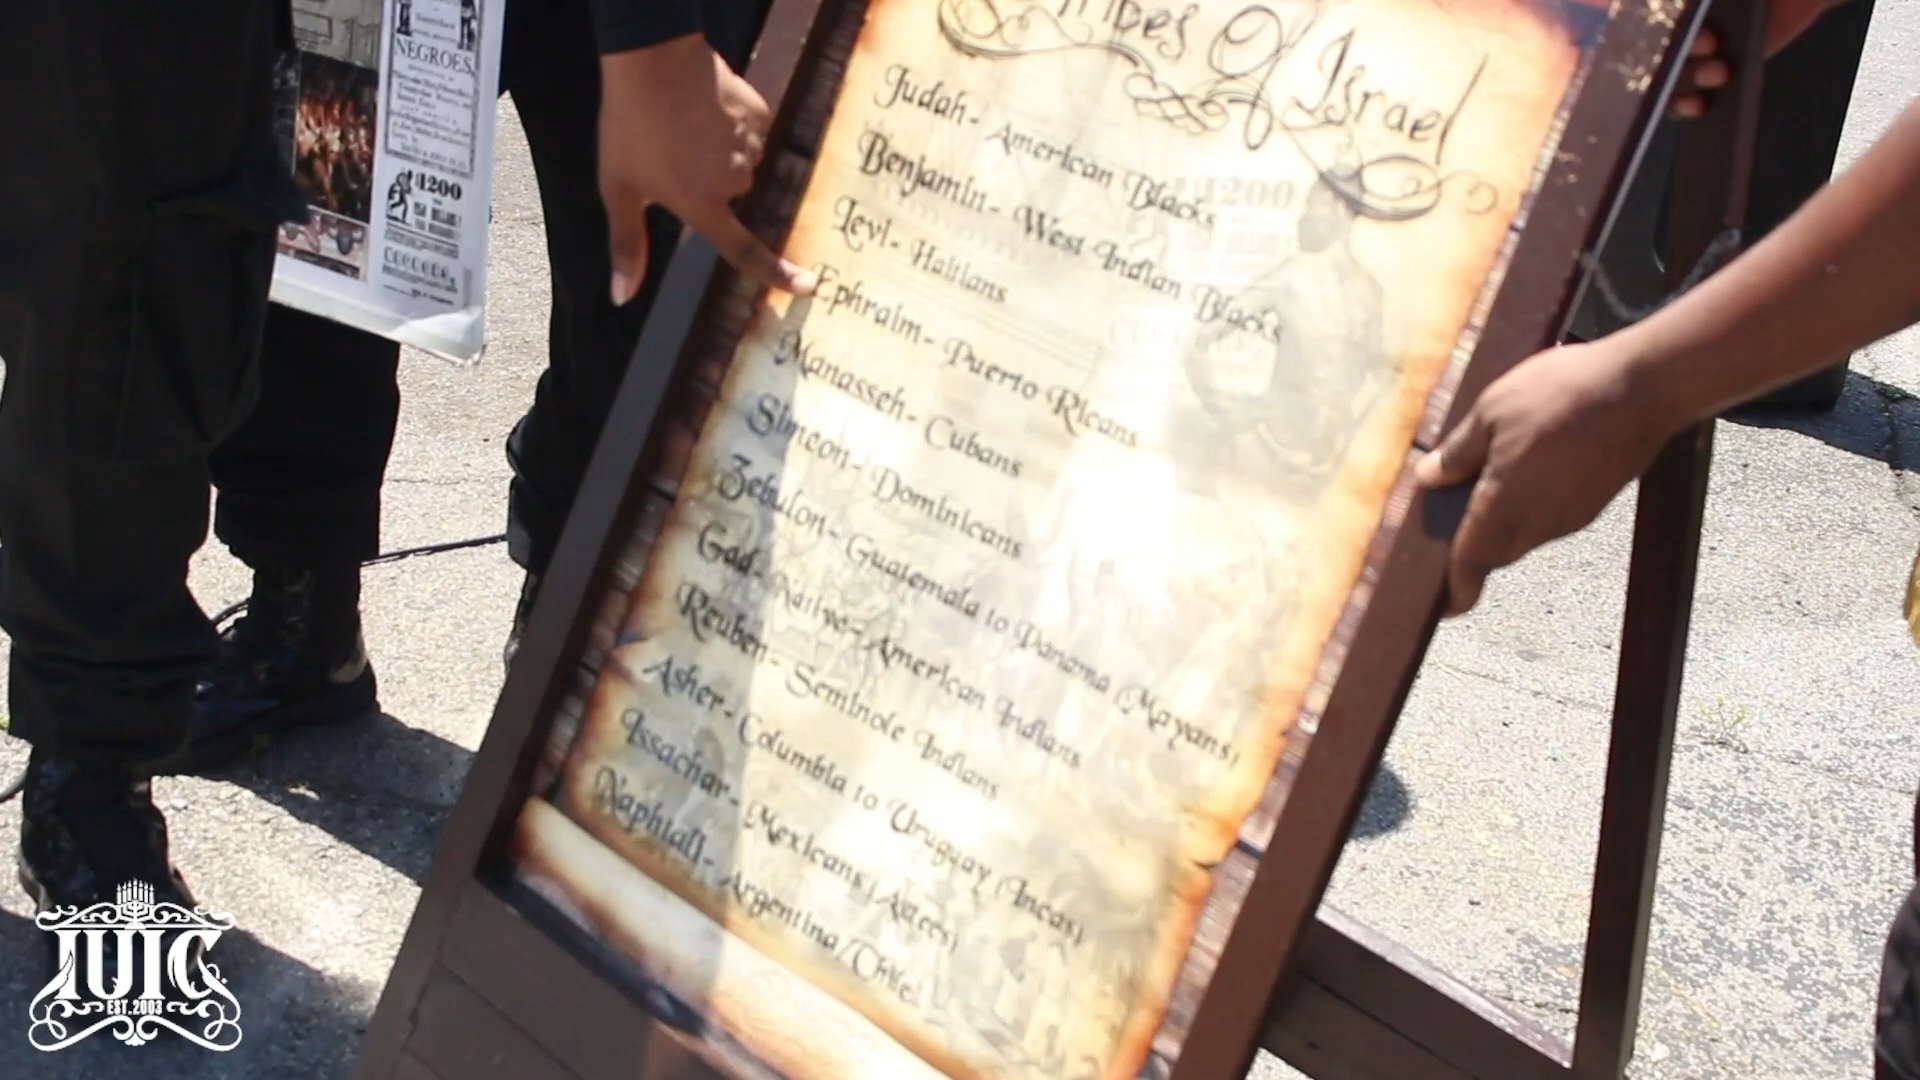 Tribes Of Israel
Judah- American Blacks
Benjamin- West Indian Blacks
Levi- Haitians
Ephraim- Puerto Ricans
Manasseh- Cubans
Simeon- Dominicans
Zebulon- Guatemala to Panama (Mayans)
Gad- Native-American Indians
Reuben- Seminole Indians
Asher- Columbia to Uruguay (Incas)
Issachar- Mexicans (Aztecs)
Naphtali- Argentina/Chile
NEGROES,
$1200
$1200
IUIC
EST. 2003